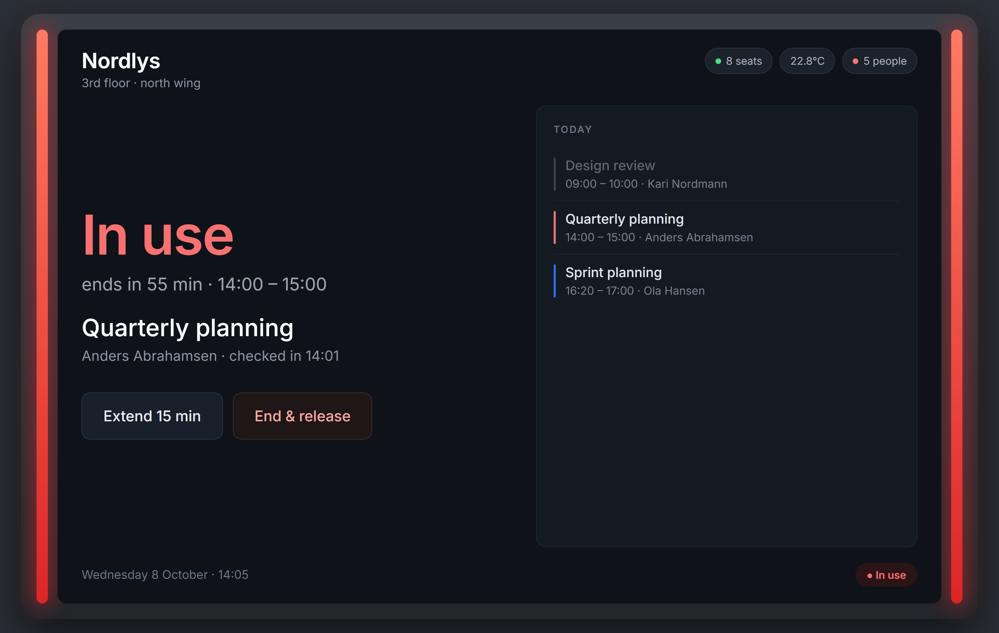 Nordlys
3rd floor · north wing
8 seats
22.8°C
5 people
In use
ends in 55 min · 14:00 – 15:00
Quarterly planning
Anders Abrahamsen · checked in 14:01
Extend 15 min
End & release
TODAY
Design review
09:00 – 10:00 · Kari Nordmann
Quarterly planning
14:00 – 15:00 · Anders Abrahamsen
Sprint planning
16:20 – 17:00 · Ola Hansen
Wednesday 8 October · 14:05
In use